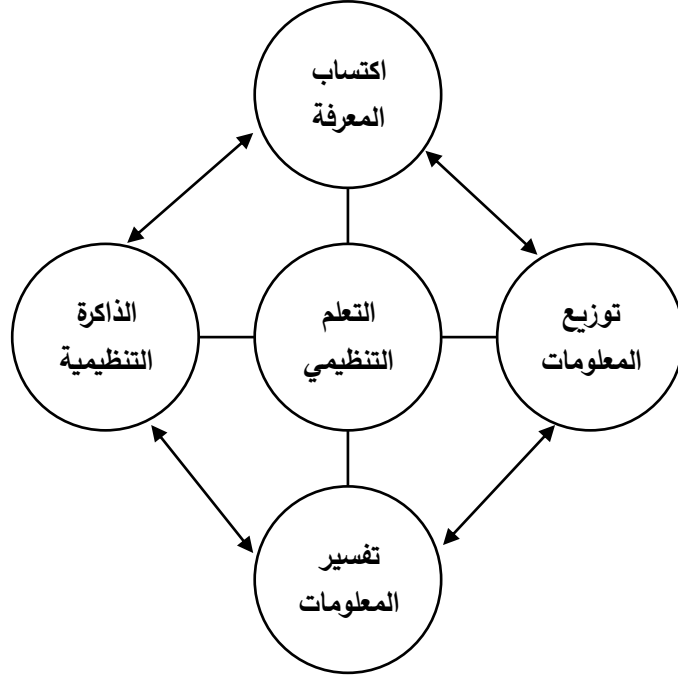 اكتساب
المعرفة
الذاكرة
التنظيمية
التعلم
التنظيمي
توزيع
المعلومات
تفسير
المعلومات